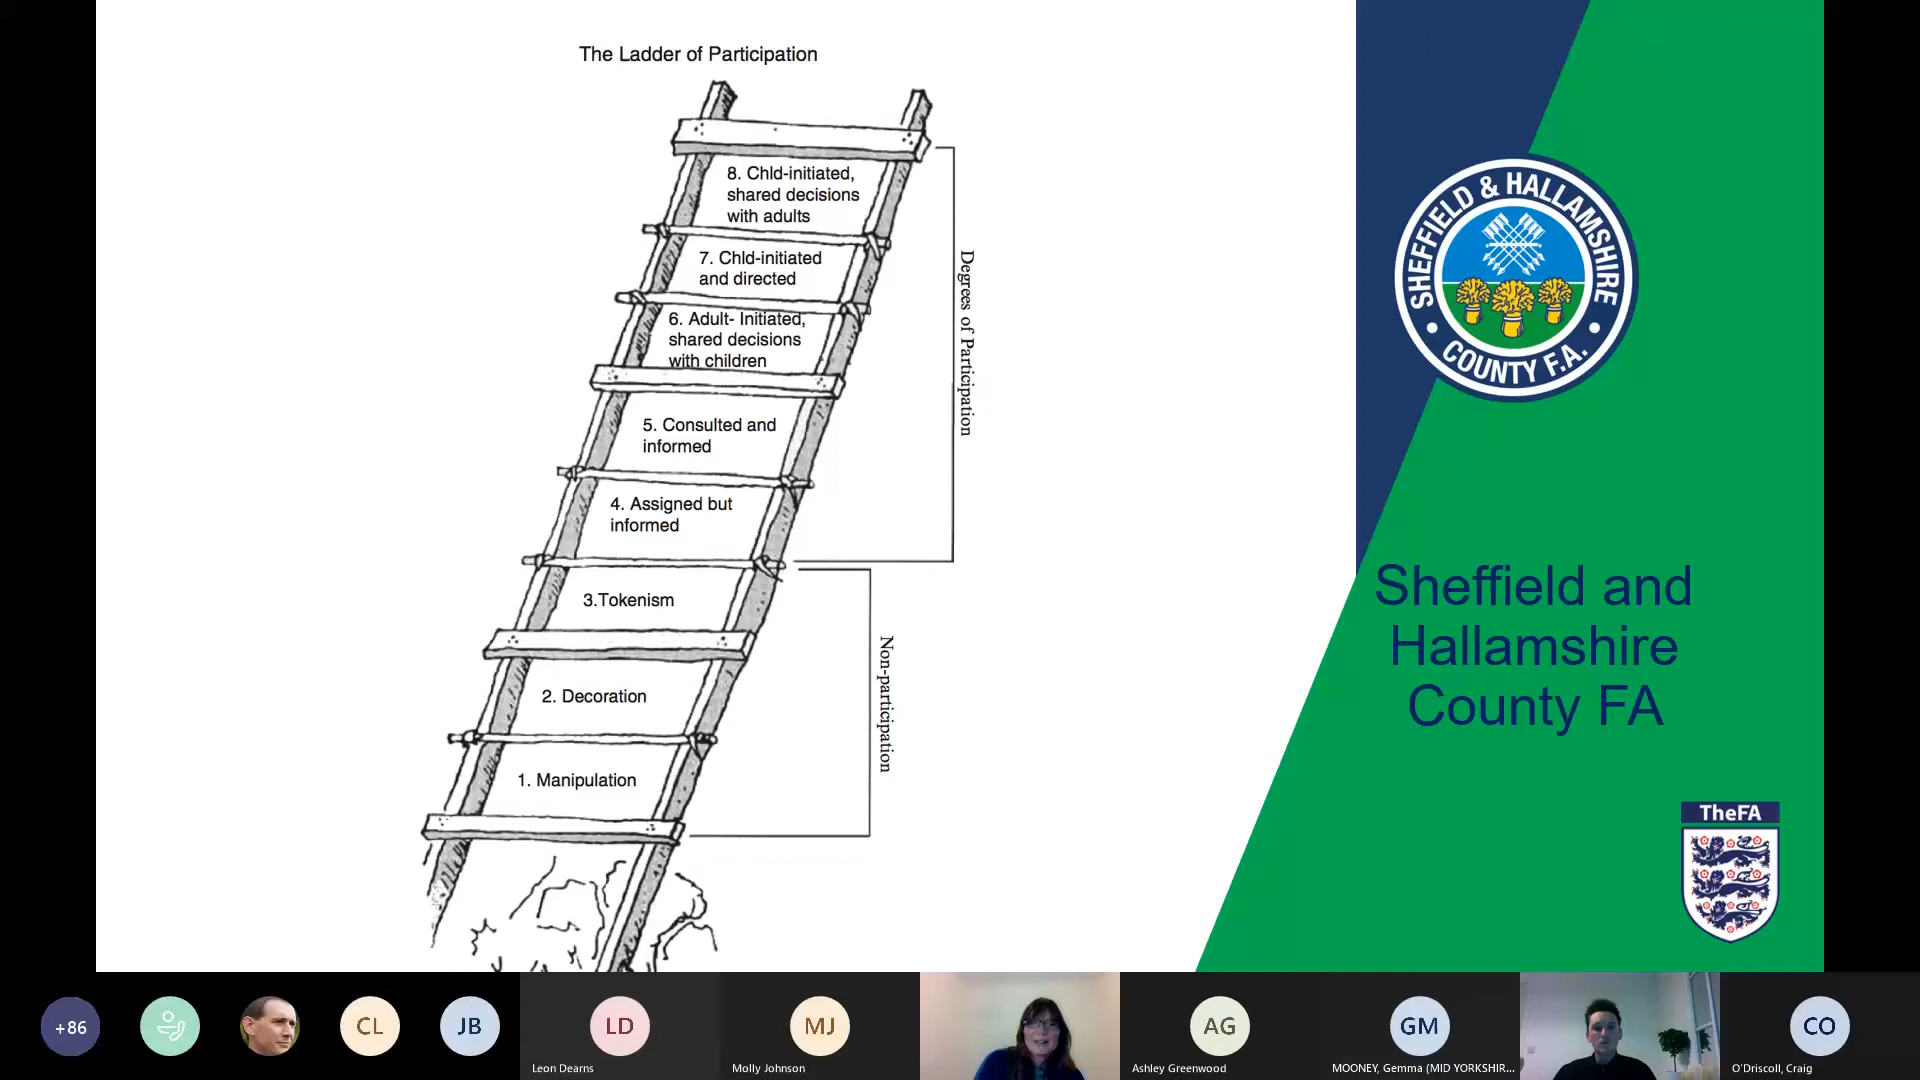 The Ladder of Participation
8. Chld-initiated,
shared decisions
with adults
7. Chld-initiated
and directed
6. Adult- Initiated,
shared decisions
with children
5. Consulted and
informed
4. Assigned but
informed
3.Tokenism
2. Decoration
1. Manipulation
Degrees of Participation
Non-participation
SHEFFIELD & HALLAMSHIRE
COUNTY F.A.
Sheffield and
Hallamshire
County FA
TheFA
+86
CL
JB
LD
Leon Dearns
MJ
Molly Johnson
AG
Ashley Greenwood
GM
MOONEY, Gemma (MID YORKSHIR...
CO
O'Driscoll, Craig